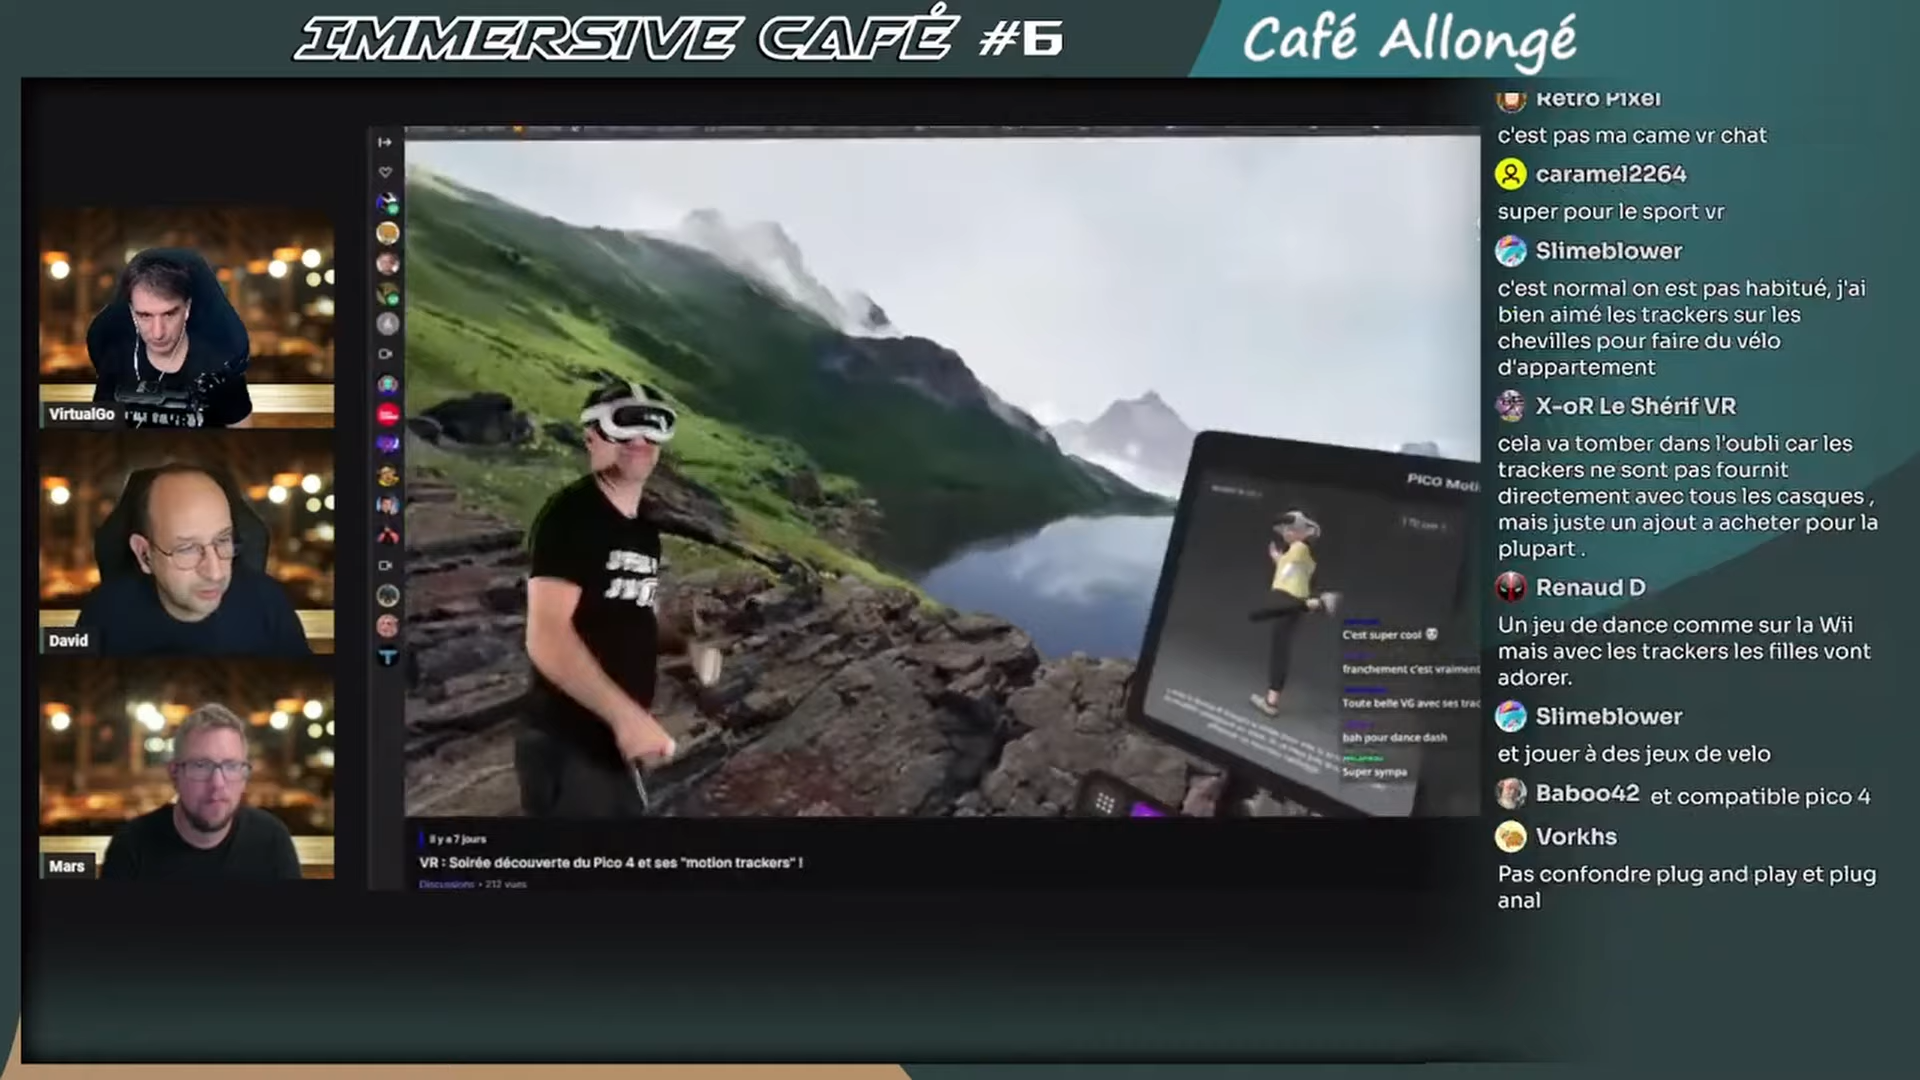 IMMERSIVE CAFÉ #6
Café Allongé
VirtualGo
David
Mars
PICO Moti
C'est super cool
franchement c'est vraiment
Toute belle VG avec ses trac
bah pour dance dash
Super sympa
Il y a 7 jours
VR : Soirée découverte du Pico 4 et ses "motion trackers" !
Discussions • 212 vues
Retro Pixel
c'est pas ma came vr chat
caramel2264
super pour le sport vr
Slimeblower
c'est normal on est pas habitué, j'ai
bien aimé les trackers sur les
chevilles pour faire du vélo
d'appartement
X-oR Le Shérif VR
cela va tomber dans l'oubli car les
trackers ne sont pas fournit
directement avec tous les casques ,
mais juste un ajout a acheter pour la
plupart .
Renaud D
Un jeu de dance comme sur la Wii
mais avec les trackers les filles vont
adorer.
Slimeblower
et jouer à des jeux de velo
Baboo42 et compatible pico 4
Vorkhs
Pas confondre plug and play et plug
anal